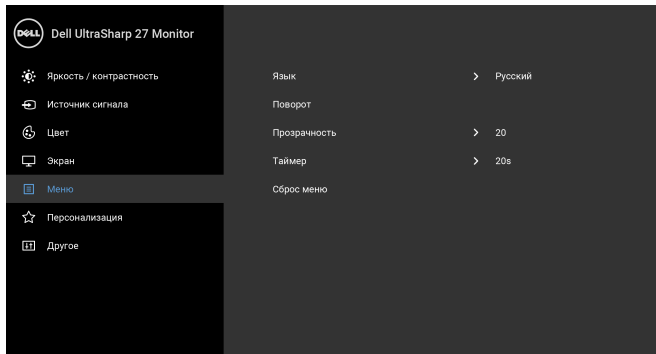 DELL Dell UltraSharp 27 Monitor
Яркость / контрастность
Язык > Русский
Источник сигнала
Поворот
Цвет
Прозрачность > 20
Экран
Таймер > 20s
Меню
Сброс меню
Персонализация
Другое